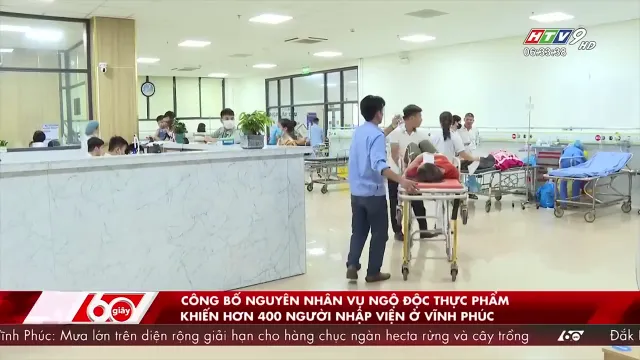 HTV9 HD
06:33:38
60 giây
CÔNG BỐ NGUYÊN NHÂN VỤ NGỘ ĐỘC THỰC PHẨM
KHIẾN HƠN 400 NGƯỜI NHẬP VIỆN Ở VĨNH PHÚC
Vĩnh Phúc: Mưa lớn trên diện rộng giải hạn cho hàng chục ngàn hecta rừng và cây trồng
60 Đắk